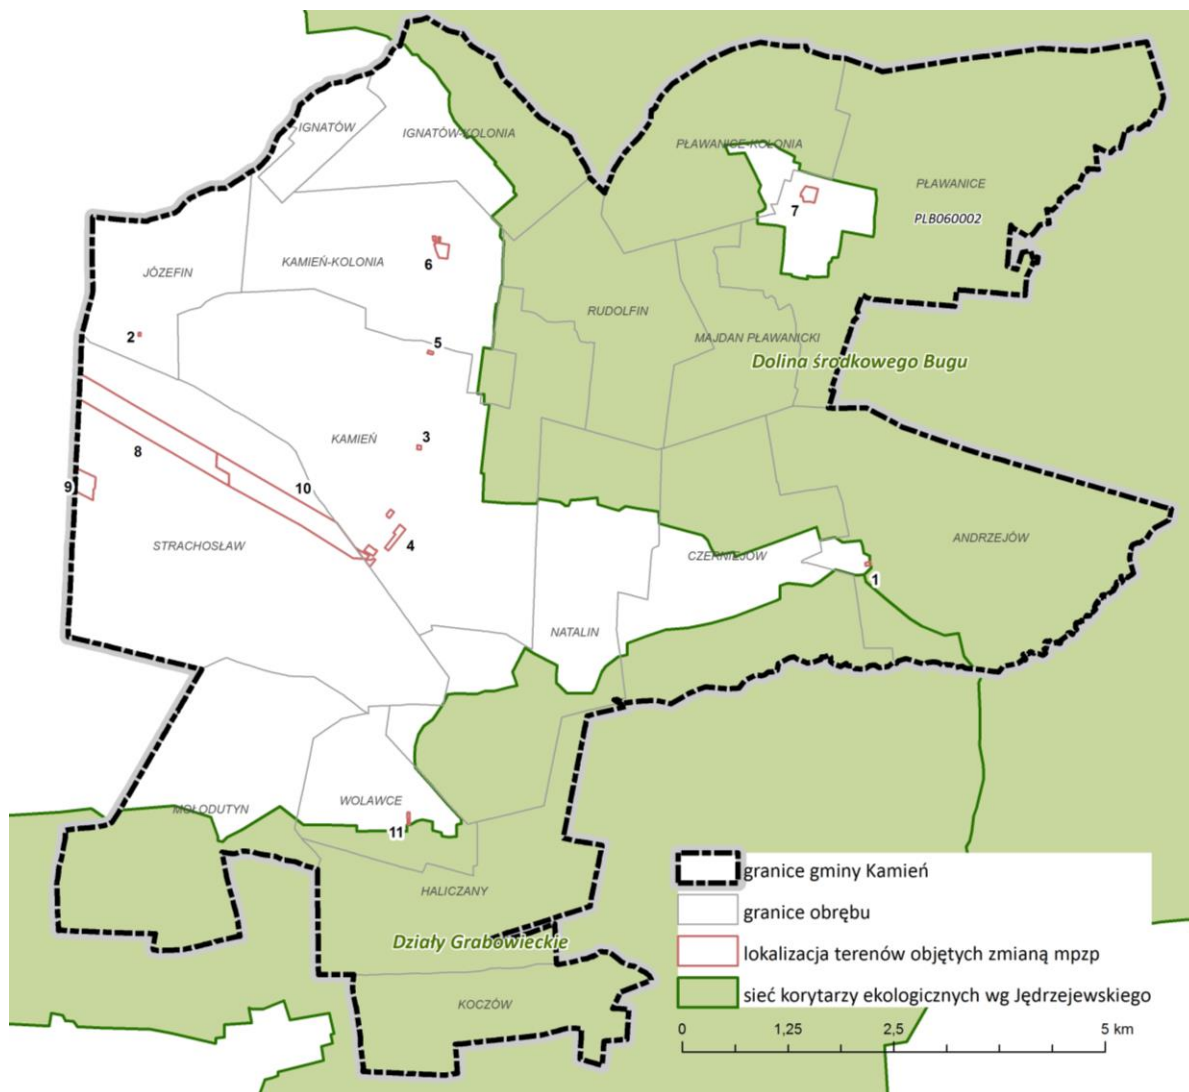 IGNATÓW
IGNATÓW-KOLONIA
PŁAWANICE-KOLONIA
PŁAWANICE
7
PLB060002
KAMIEŃ-KOLONIA
6
JÓZEFIN
RUDOLFIN
2
5
MAJDAN PŁAWANICKI
Dolina środkowego Bugu
3
KAMIEŃ
8
9
10
STRACHOSŁAW
4
ANDRZEJÓW
CZERNIEJÓW
1
NATALIN
WOLAWCE
MOŁODUTYN
11
HALICZANY
Działy Grabowieckie
KOCZÓW
granice gminy Kamień
granice obrębu
lokalizacja terenów objętych zmianą mpzp
sieć korytarzy ekologicznych wg Jędrzejewskiego
0 1,25 2,5 5 km